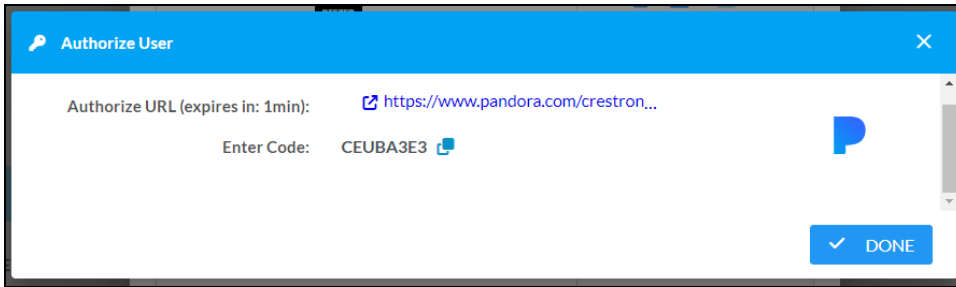 Authorize User
Authorize URL (expires in: 1min): https://www.pandora.com/crestron...
Enter Code: CEUBA3E3
DONE